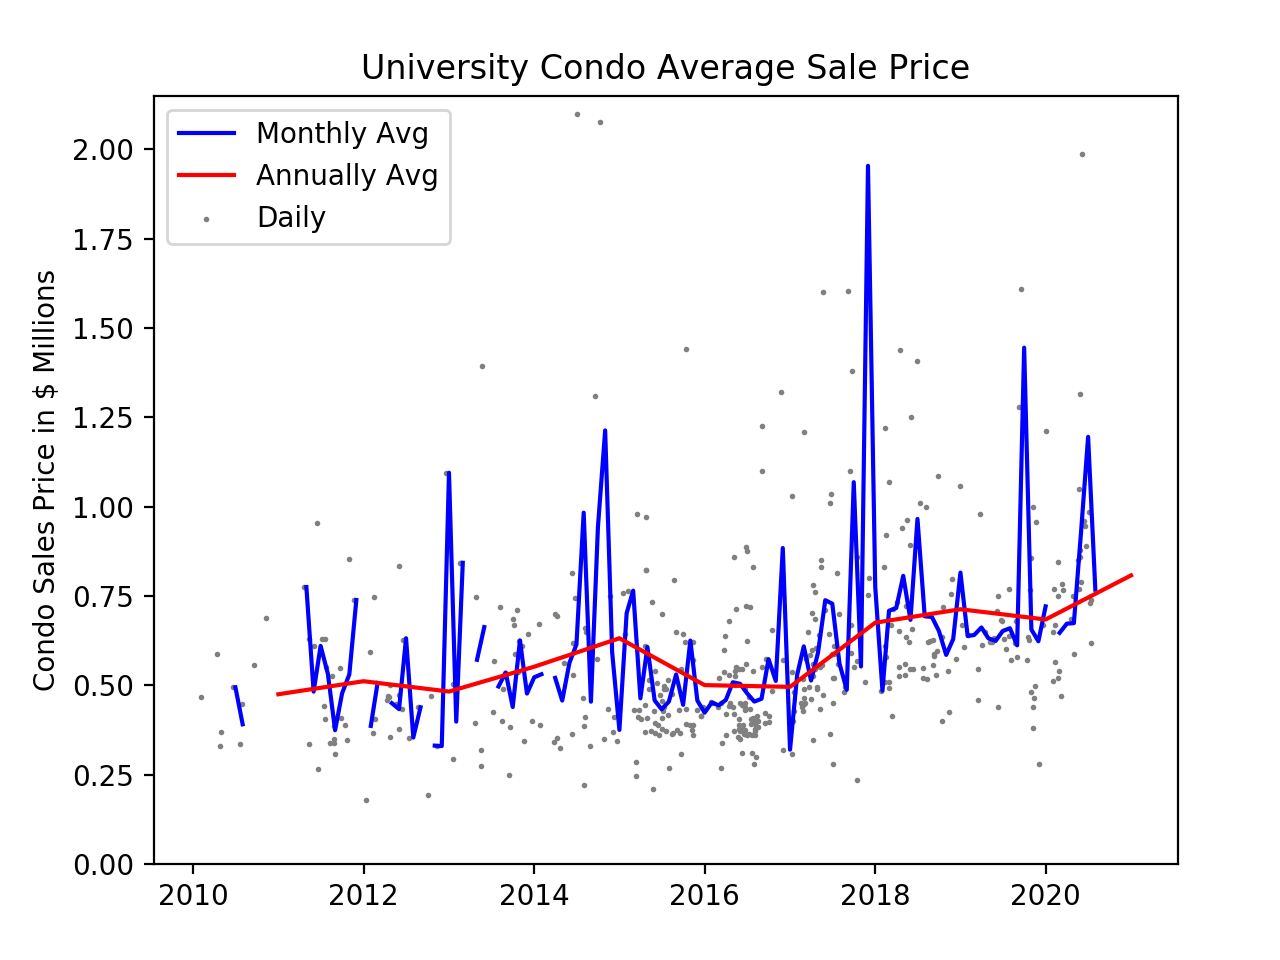 University Condo Average Sale Price
Monthly Avg
Annually Avg
Daily
Condo Sales Price in $ Millions
2.00
1.75
1.50
1.25
1.00
0.75
0.50
0.25
0.00
2010 2012 2014 2016 2018 2020